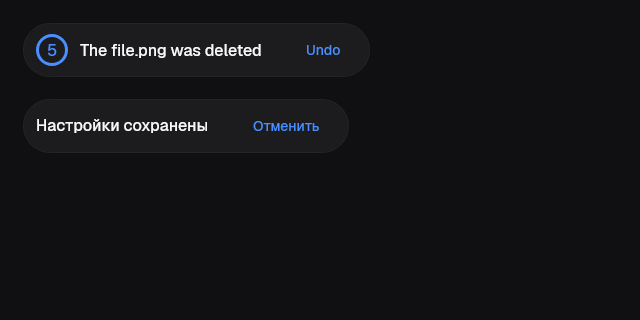 5 The file.png was deleted Undo
Настройки сохранены Отменить